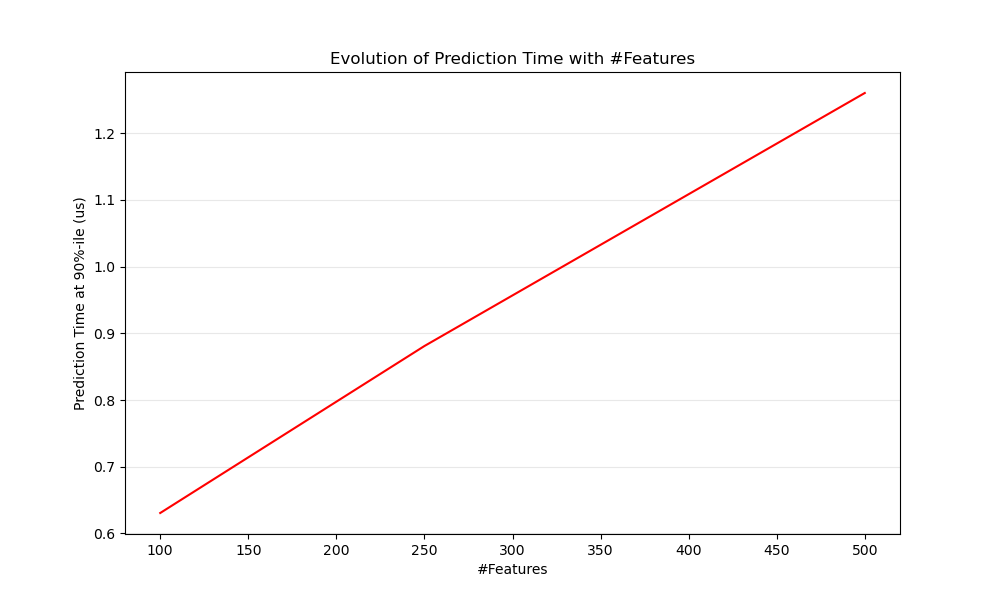 Evolution of Prediction Time with #Features
Prediction Time at 90%-ile (us)
1.2
1.1
1.0
0.9
0.8
0.7
0.6
100 150 200 250 300 350 400 450 500
#Features